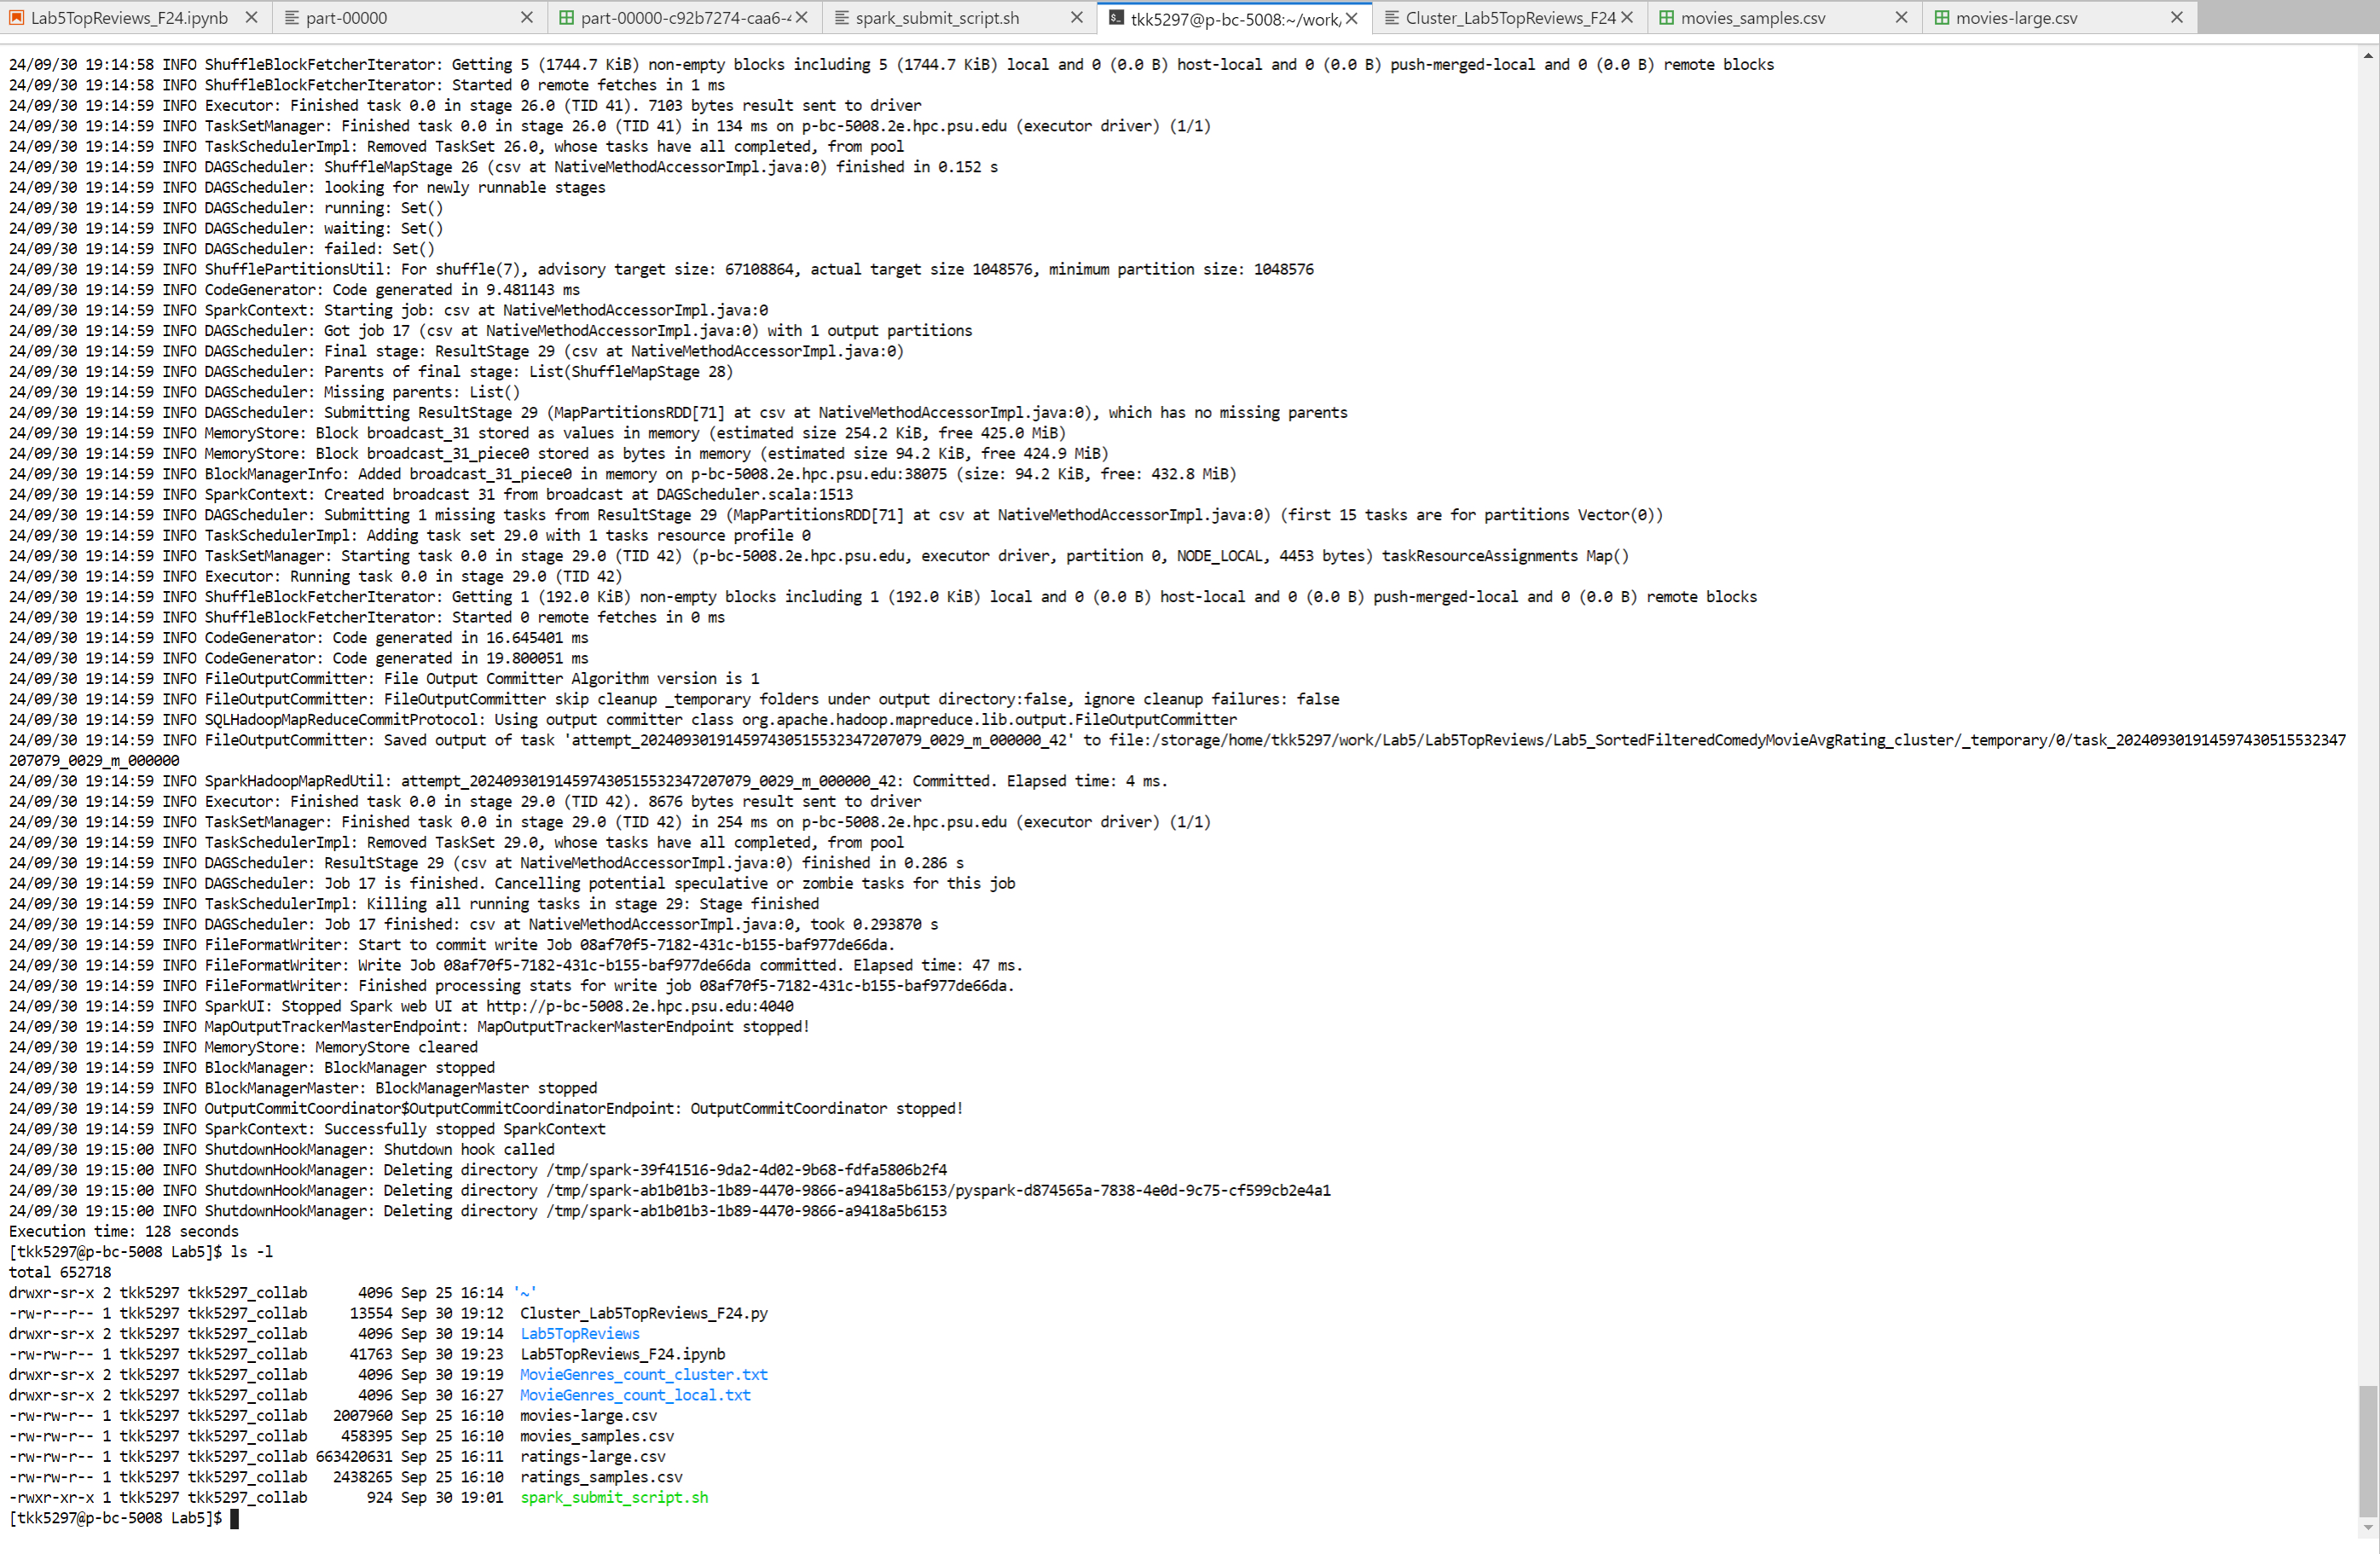 Lab5TopReviews_F24.ipynb part-00000 part-00000-c92b7274-caa6-4 spark_submit_script.sh tkk5297@p-bc-5008:~/work/ Cluster_Lab5TopReviews_F24 movies_samples.csv movies-large.csv
24/09/30 19:14:58 INFO ShuffleBlockFetcherIterator: Getting 5 (1744.7 KiB) non-empty blocks including 5 (1744.7 KiB) local and 0 (0.0 B) host-local and 0 (0.0 B) push-merged-local and 0 (0.0 B) remote blocks
24/09/30 19:14:58 INFO ShuffleBlockFetcherIterator: Started 0 remote fetches in 1 ms
24/09/30 19:14:59 INFO Executor: Finished task 0.0 in stage 26.0 (TID 41). 7103 bytes result sent to driver
24/09/30 19:14:59 INFO TaskSetManager: Finished task 0.0 in stage 26.0 (TID 41) in 134 ms on p-bc-5008.2e.hpc.psu.edu (executor driver) (1/1)
24/09/30 19:14:59 INFO TaskSchedulerImpl: Removed TaskSet 26.0, whose tasks have all completed, from pool
24/09/30 19:14:59 INFO DAGScheduler: ShuffleMapStage 26 (csv at NativeMethodAccessorImpl.java:0) finished in 0.152 s
24/09/30 19:14:59 INFO DAGScheduler: looking for newly runnable stages
24/09/30 19:14:59 INFO DAGScheduler: running: Set()
24/09/30 19:14:59 INFO DAGScheduler: waiting: Set()
24/09/30 19:14:59 INFO DAGScheduler: failed: Set()
24/09/30 19:14:59 INFO ShufflePartitionsUtil: For shuffle(7), advisory target size: 67108864, actual target size 1048576, minimum partition size: 1048576
24/09/30 19:14:59 INFO CodeGenerator: Code generated in 9.481143 ms
24/09/30 19:14:59 INFO SparkContext: Starting job: csv at NativeMethodAccessorImpl.java:0
24/09/30 19:14:59 INFO DAGScheduler: Got job 17 (csv at NativeMethodAccessorImpl.java:0) with 1 output partitions
24/09/30 19:14:59 INFO DAGScheduler: Final stage: ResultStage 29 (csv at NativeMethodAccessorImpl.java:0)
24/09/30 19:14:59 INFO DAGScheduler: Parents of final stage: List(ShuffleMapStage 28)
24/09/30 19:14:59 INFO DAGScheduler: Missing parents: List()
24/09/30 19:14:59 INFO DAGScheduler: Submitting ResultStage 29 (MapPartitionsRDD[71] at csv at NativeMethodAccessorImpl.java:0), which has no missing parents
24/09/30 19:14:59 INFO MemoryStore: Block broadcast_31 stored as values in memory (estimated size 254.2 KiB, free 425.0 MiB)
24/09/30 19:14:59 INFO MemoryStore: Block broadcast_31_piece0 stored as bytes in memory (estimated size 94.2 KiB, free 424.9 MiB)
24/09/30 19:14:59 INFO BlockManagerInfo: Added broadcast_31_piece0 in memory on p-bc-5008.2e.hpc.psu.edu:38075 (size: 94.2 KiB, free: 432.8 MiB)
24/09/30 19:14:59 INFO SparkContext: Created broadcast 31 from broadcast at DAGScheduler.scala:1513
24/09/30 19:14:59 INFO DAGScheduler: Submitting 1 missing tasks from ResultStage 29 (MapPartitionsRDD[71] at csv at NativeMethodAccessorImpl.java:0) (first 15 tasks are for partitions Vector(0))
24/09/30 19:14:59 INFO TaskSchedulerImpl: Adding task set 29.0 with 1 tasks resource profile 0
24/09/30 19:14:59 INFO TaskSetManager: Starting task 0.0 in stage 29.0 (TID 42) (p-bc-5008.2e.hpc.psu.edu, executor driver, partition 0, NODE_LOCAL, 4453 bytes) taskResourceAssignments Map()
24/09/30 19:14:59 INFO Executor: Running task 0.0 in stage 29.0 (TID 42)
24/09/30 19:14:59 INFO ShuffleBlockFetcherIterator: Getting 1 (192.0 KiB) non-empty blocks including 1 (192.0 KiB) local and 0 (0.0 B) host-local and 0 (0.0 B) push-merged-local and 0 (0.0 B) remote blocks
24/09/30 19:14:59 INFO ShuffleBlockFetcherIterator: Started 0 remote fetches in 0 ms
24/09/30 19:14:59 INFO CodeGenerator: Code generated in 16.645401 ms
24/09/30 19:14:59 INFO CodeGenerator: Code generated in 19.800051 ms
24/09/30 19:14:59 INFO FileOutputCommitter: File Output Committer Algorithm version is 1
24/09/30 19:14:59 INFO FileOutputCommitter: FileOutputCommitter skip cleanup _temporary folders under output directory:false, ignore cleanup failures: false
24/09/30 19:14:59 INFO SQLHadoopMapReduceCommitProtocol: Using output committer class org.apache.hadoop.mapreduce.lib.output.FileOutputCommitter
24/09/30 19:14:59 INFO FileOutputCommitter: Saved output of task 'attempt_202409301914597430515532347207079_0029_m_000000_42' to file:/storage/home/tkk5297/work/Lab5/Lab5TopReviews/Lab5_SortedFilteredComedyMovieAvgRating_cluster/_temporary/0/task_202409301914597430515532347
207079_0029_m_000000
24/09/30 19:14:59 INFO SparkHadoopMapRedUtil: attempt_202409301914597430515532347207079_0029_m_000000_42: Committed. Elapsed time: 4 ms.
24/09/30 19:14:59 INFO Executor: Finished task 0.0 in stage 29.0 (TID 42). 8676 bytes result sent to driver
24/09/30 19:14:59 INFO TaskSetManager: Finished task 0.0 in stage 29.0 (TID 42) in 254 ms on p-bc-5008.2e.hpc.psu.edu (executor driver) (1/1)
24/09/30 19:14:59 INFO TaskSchedulerImpl: Removed TaskSet 29.0, whose tasks have all completed, from pool
24/09/30 19:14:59 INFO DAGScheduler: ResultStage 29 (csv at NativeMethodAccessorImpl.java:0) finished in 0.286 s
24/09/30 19:14:59 INFO DAGScheduler: Job 17 is finished. Cancelling potential speculative or zombie tasks for this job
24/09/30 19:14:59 INFO TaskSchedulerImpl: Killing all running tasks in stage 29: Stage finished
24/09/30 19:14:59 INFO DAGScheduler: Job 17 finished: csv at NativeMethodAccessorImpl.java:0, took 0.293870 s
24/09/30 19:14:59 INFO FileFormatWriter: Start to commit write Job 08af70f5-7182-431c-b155-baf977de66da.
24/09/30 19:14:59 INFO FileFormatWriter: Write Job 08af70f5-7182-431c-b155-baf977de66da committed. Elapsed time: 47 ms.
24/09/30 19:14:59 INFO FileFormatWriter: Finished processing stats for write job 08af70f5-7182-431c-b155-baf977de66da.
24/09/30 19:14:59 INFO SparkUI: Stopped Spark web UI at http://p-bc-5008.2e.hpc.psu.edu:4040
24/09/30 19:14:59 INFO MapOutputTrackerMasterEndpoint: MapOutputTrackerMasterEndpoint stopped!
24/09/30 19:14:59 INFO MemoryStore: MemoryStore cleared
24/09/30 19:14:59 INFO BlockManager: BlockManager stopped
24/09/30 19:14:59 INFO BlockManagerMaster: BlockManagerMaster stopped
24/09/30 19:14:59 INFO OutputCommitCoordinator$OutputCommitCoordinatorEndpoint: OutputCommitCoordinator stopped!
24/09/30 19:14:59 INFO SparkContext: Successfully stopped SparkContext
24/09/30 19:15:00 INFO ShutdownHookManager: Shutdown hook called
24/09/30 19:15:00 INFO ShutdownHookManager: Deleting directory /tmp/spark-39f41516-9da2-4d02-9b68-fdfa5806b2f4
24/09/30 19:15:00 INFO ShutdownHookManager: Deleting directory /tmp/spark-ab1b01b3-1b89-4470-9866-a9418a5b6153/pyspark-d874565a-7838-4e0d-9c75-cf599cb2e4a1
24/09/30 19:15:00 INFO ShutdownHookManager: Deleting directory /tmp/spark-ab1b01b3-1b89-4470-9866-a9418a5b6153
Execution time: 128 seconds
[tkk5297@p-bc-5008 Lab5]$ ls -l
total 652718
drwxr-sr-x 2 tkk5297 tkk5297_collab      4096 Sep 25 16:14 '~'
-rw-r--r-- 1 tkk5297 tkk5297_collab     13554 Sep 30 19:12  Cluster_Lab5TopReviews_F24.py
drwxr-sr-x 2 tkk5297 tkk5297_collab      4096 Sep 30 19:14  Lab5TopReviews
-rw-rw-r-- 1 tkk5297 tkk5297_collab     41763 Sep 30 19:23  Lab5TopReviews_F24.ipynb
drwxr-sr-x 2 tkk5297 tkk5297_collab      4096 Sep 30 19:19  MovieGenres_count_cluster.txt
drwxr-sr-x 2 tkk5297 tkk5297_collab      4096 Sep 30 16:27  MovieGenres_count_local.txt
-rw-rw-r-- 1 tkk5297 tkk5297_collab   2007960 Sep 25 16:10  movies-large.csv
-rw-rw-r-- 1 tkk5297 tkk5297_collab    458395 Sep 25 16:10  movies_samples.csv
-rw-rw-r-- 1 tkk5297 tkk5297_collab 663420631 Sep 25 16:11  ratings-large.csv
-rw-rw-r-- 1 tkk5297 tkk5297_collab   2438265 Sep 25 16:10  ratings_samples.csv
-rwxr-xr-x 1 tkk5297 tkk5297_collab       924 Sep 30 19:01  spark_submit_script.sh
[tkk5297@p-bc-5008 Lab5]$